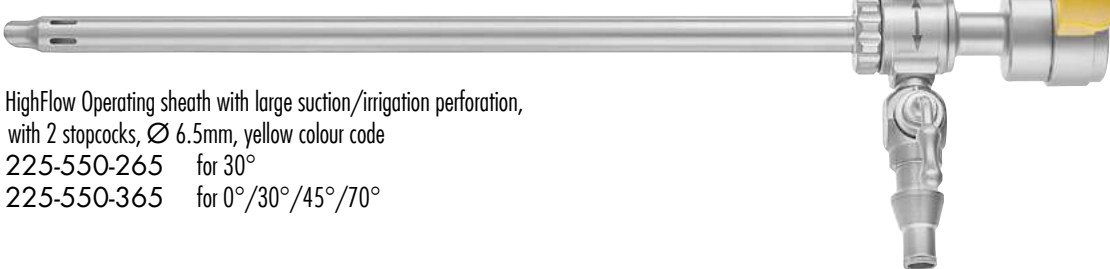 HighFlow Operating sheath with large suction/irrigation perforation,
with 2 stopcocks, Ø 6.5mm, yellow colour code
225-550-265 for 30°
225-550-365 for 0°/30°/45°/70°